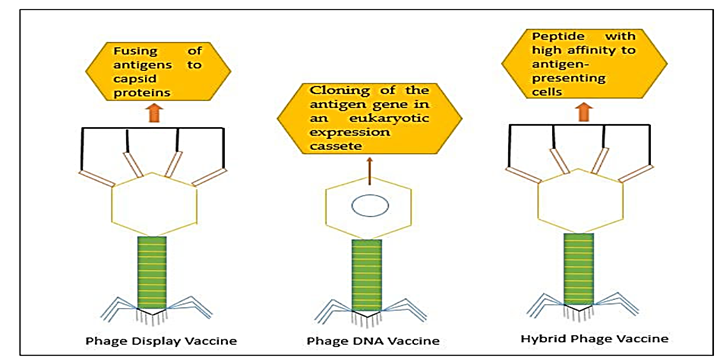 Fusing of
antigens to
capsid
proteins
Cloning of the
antigen gene in
an eukaryotic
expression
cassete
Peptide with
high affinity to
antigen-
presenting
cells
Phage Display Vaccine
Phage DNA Vaccine
Hybrid Phage Vaccine